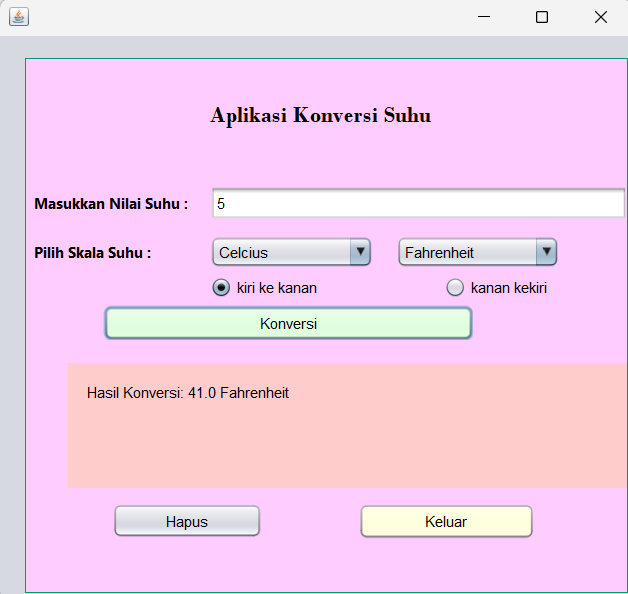 Aplikasi Konversi Suhu
Masukkan Nilai Suhu : 5
Pilih Skala Suhu : Celcius Fahrenheit
kiri ke kanan kanan kekiri
Konversi
Hasil Konversi: 41.0 Fahrenheit
Hapus Keluar